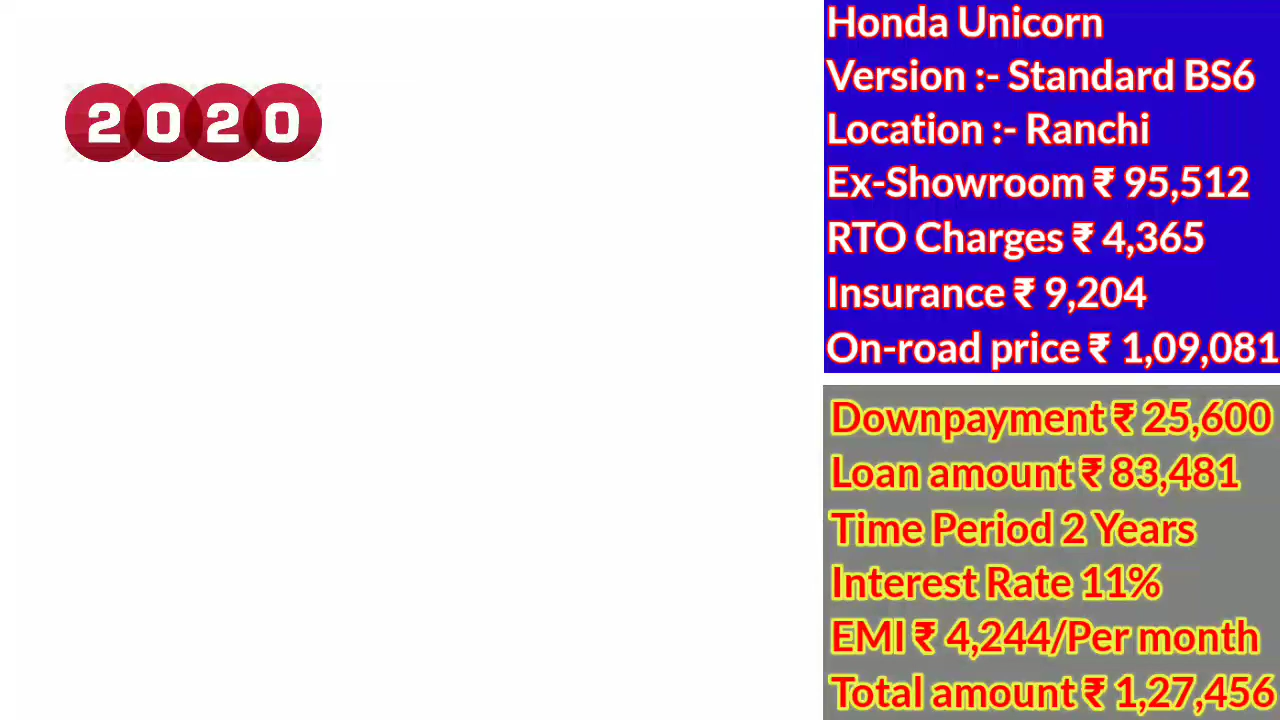 2020
Honda Unicorn
Version :- Standard BS6
Location :- Ranchi
Ex-Showroom ₹ 95,512
RTO Charges ₹ 4,365
Insurance ₹ 9,204
On-road price ₹ 1,09,081
Downpayment ₹ 25,600
Loan amount ₹ 83,481
Time Period 2 Years
Interest Rate 11%
EMI ₹ 4,244/Per month
Total amount ₹ 1,27,456